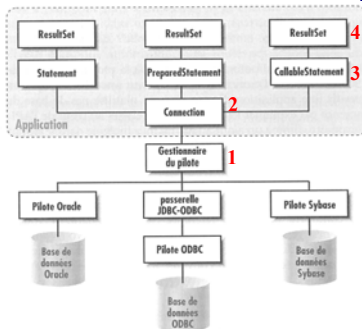 ResultSet
ResultSet
ResultSet
4
Statement
PreparedStatement
CallableStatement
3
Connection
2
Application
Gestionnaire
du pilote
1
Pilote Oracle
passerelle
JDBC-ODBC
Pilote Sybase
Pilote ODBC
Base de
données
Oracle
Base de
données
Sybase
Base de
données
ODBC